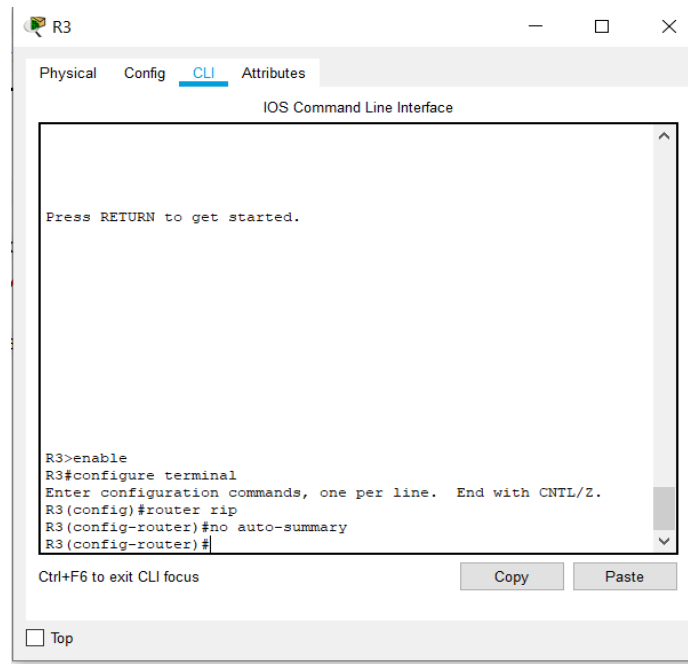 R3
Physical Config CLI Attributes
IOS Command Line Interface
Press RETURN to get started.
R3>enable
R3#configure terminal
Enter configuration commands, one per line.  End with CNTL/Z.
R3(config)#router rip
R3(config-router)#no auto-summary
R3(config-router)#
Ctrl+F6 to exit CLI focus
Copy Paste
Top